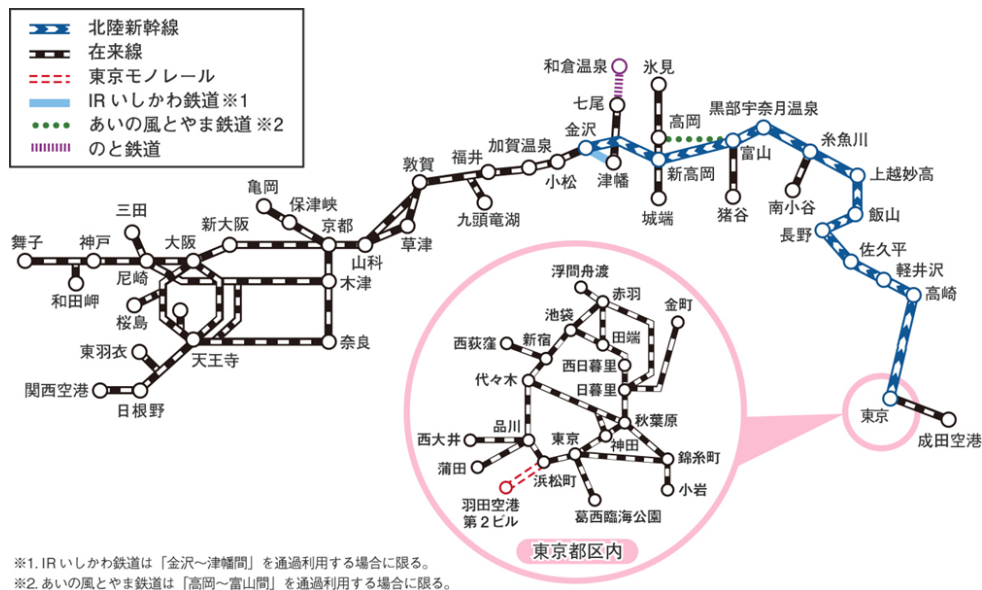 北陸新幹線
在来線
東京モノレール
IRいしかわ鉄道※1
あいの風とやま鉄道※2
のと鉄道
和倉温泉
氷見
七尾
高岡
黒部宇奈月温泉
金沢
富山
糸魚川
加賀温泉
福井
敦賀
小松
津幡
新高岡
上越妙高
亀岡
九頭竜湖
城端
猪谷
南小谷
飯山
三田
保津峡
新大阪
京都
草津
長野
舞子
神戸
大阪
山科
佐久平
尼崎
木津
軽井沢
和田岬
高崎
桜島
浮間舟渡
赤羽
金町
池袋
東羽衣
天王寺
奈良
新宿
田端
西荻窪
西日暮里
関西空港
代々木
日暮里
日根野
東京
品川
秋葉原
成田空港
西大井
東京
神田
錦糸町
蒲田
浜松町
小岩
羽田空港
第2ビル
葛西臨海公園
東京都区内
※1. IRいしかわ鉄道は「金沢～津幡間」を通過利用する場合に限る。
※2. あいの風とやま鉄道は「高岡～富山間」を通過利用する場合に限る。